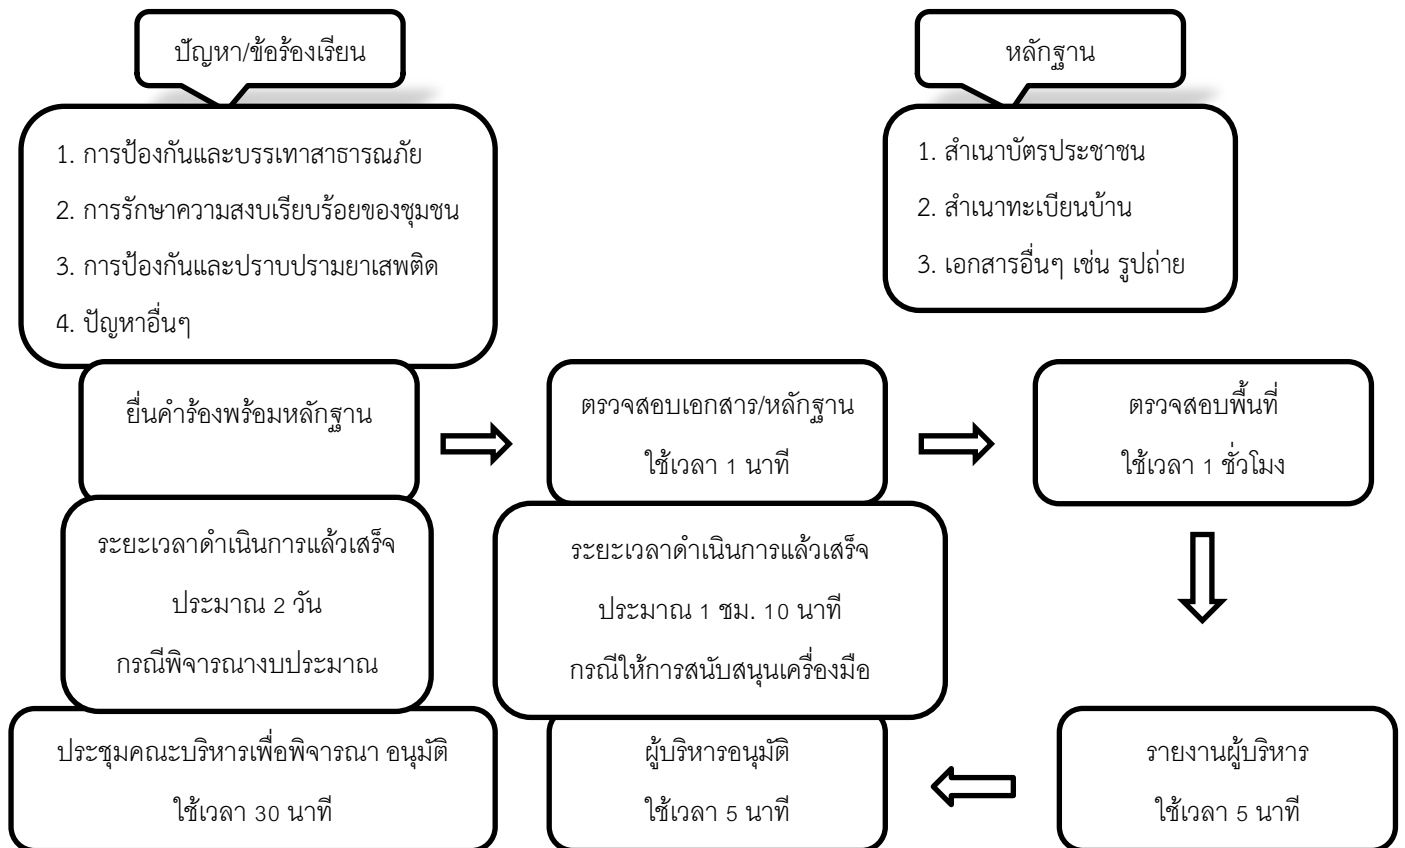 ปัญหา/ข้อร้องเรียน
หลักฐาน
1. การป้องกันและบรรเทาสาธารณภัย
2. การรักษาความสงบเรียบร้อยของชุมชน
3. การป้องกันและปราบปรามยาเสพติด
4. ปัญหาอื่นๆ
1. สำเนาบัตรประชาชน
2. สำเนาทะเบียนบ้าน
3. เอกสารอื่นๆ เช่น รูปถ่าย
ยื่นคำร้องพร้อมหลักฐาน
ตรวจสอบเอกสาร/หลักฐาน
ใช้เวลา 1 นาที
ตรวจสอบพื้นที่
ใช้เวลา 1 ชั่วโมง
ระยะเวลาดำเนินการแล้วเสร็จ
ประมาณ 2 วัน
กรณีพิจารณางบประมาณ
ระยะเวลาดำเนินการแล้วเสร็จ
ประมาณ 1 ชม. 10 นาที
กรณีให้การสนับสนุนเครื่องมือ
ประชุมคณะบริหารเพื่อพิจารณา อนุมัติ
ใช้เวลา 30 นาที
ผู้บริหารอนุมัติ
ใช้เวลา 5 นาที
รายงานผู้บริหาร
ใช้เวลา 5 นาที